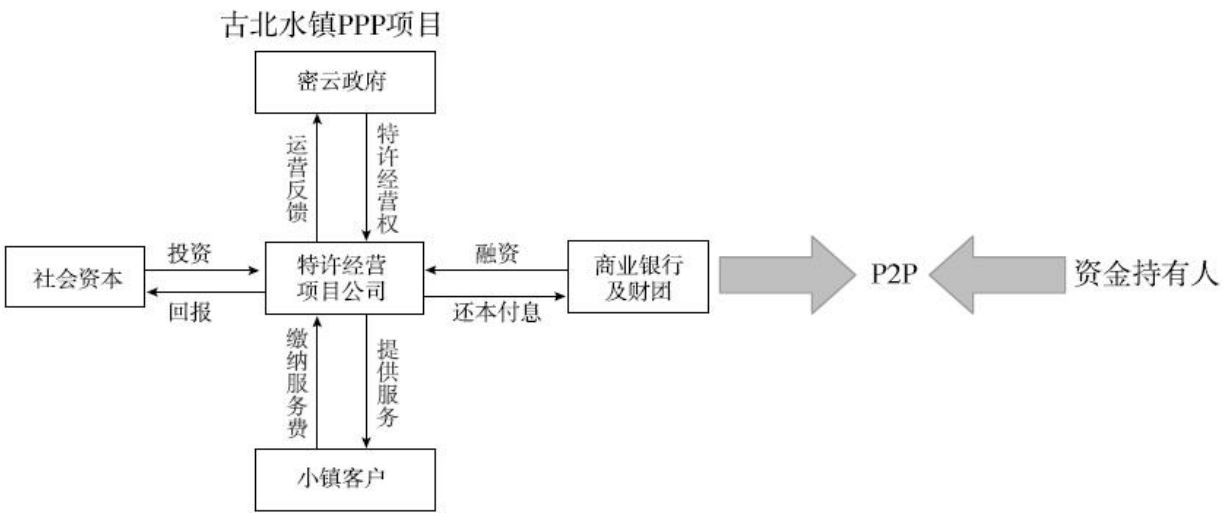 古北水镇PPP项目
密云政府
运营反馈
特许经营权
社会资本
投资
回报
特许经营
项目公司
融资
还本付息
商业银行
及财团
P2P
资金持有人
缴纳服务费
提供服务
小镇客户